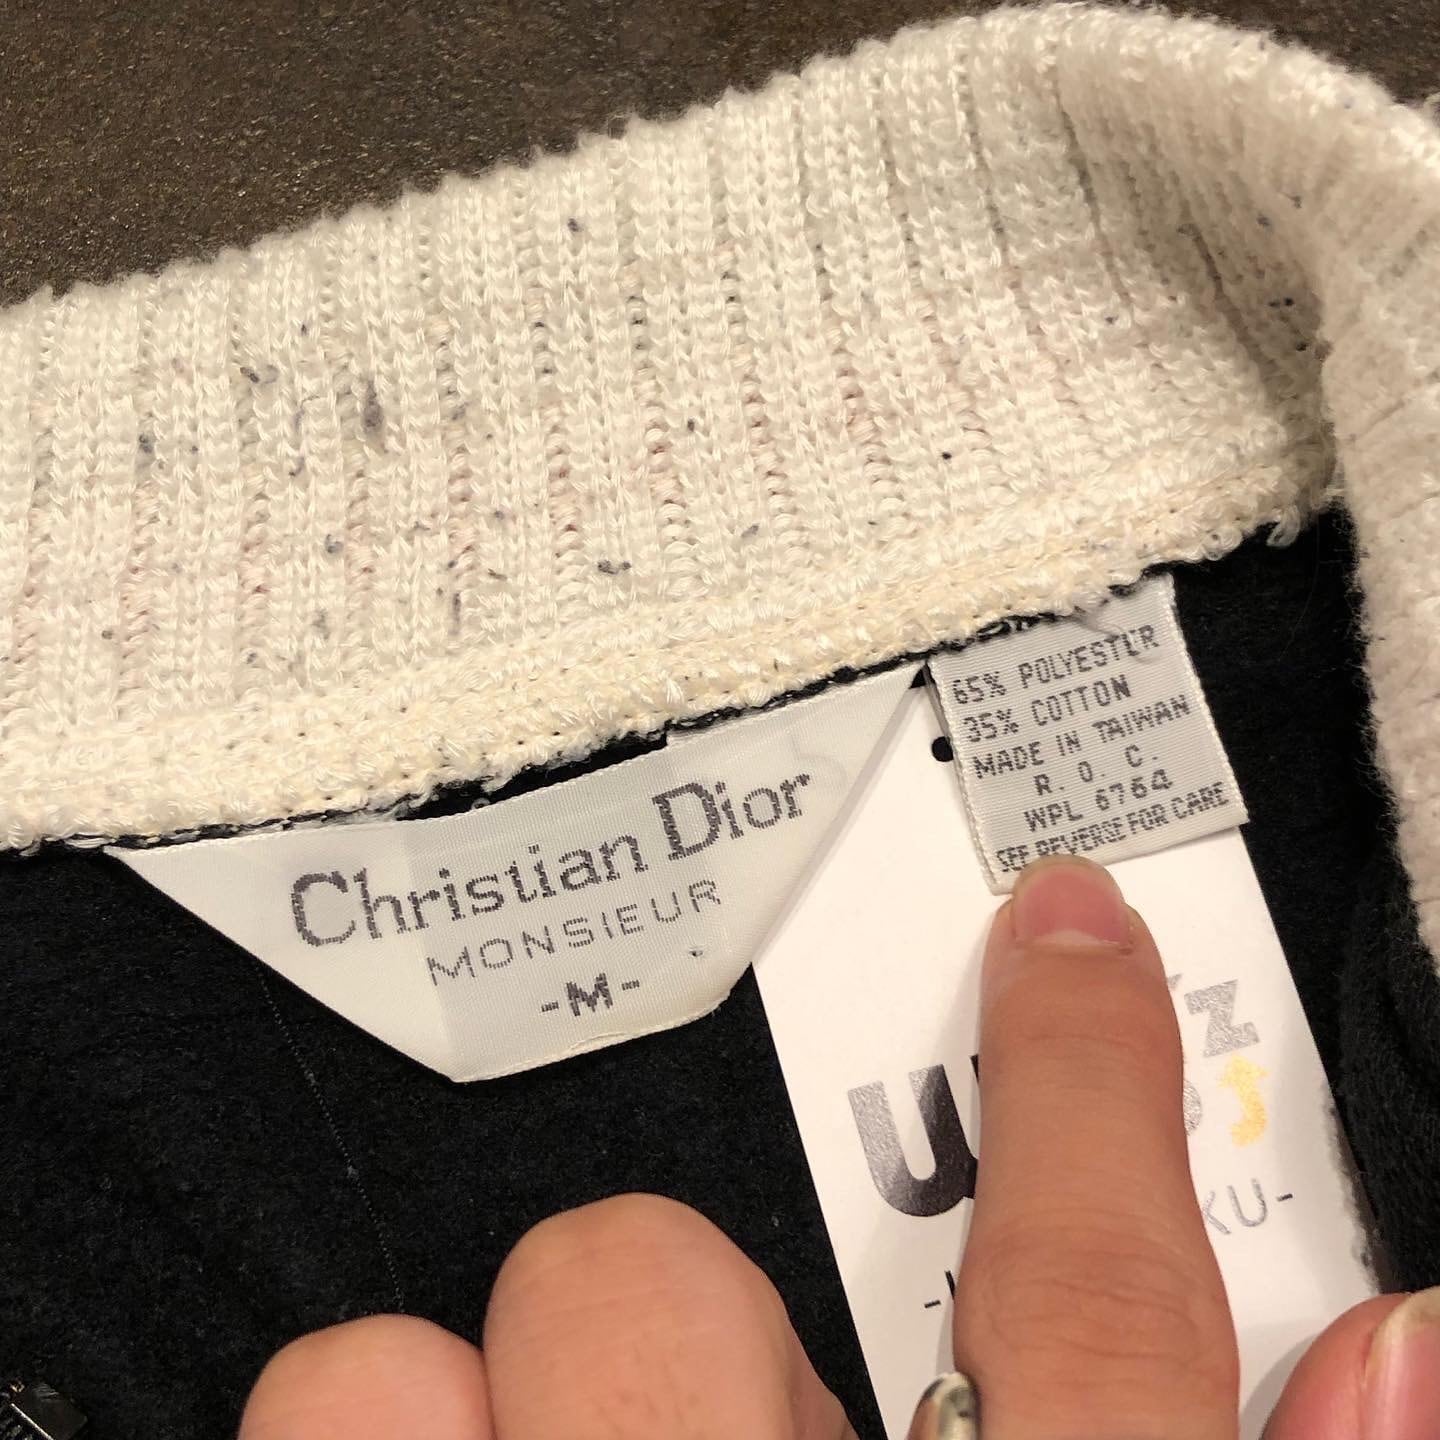 Christian Dior
MONSIEUR
-M-
65% POLYESTER
35% COTTON
MADE IN TAIWAN
R. O. C.
WPL 6764
SEE REVERSE FOR CARE